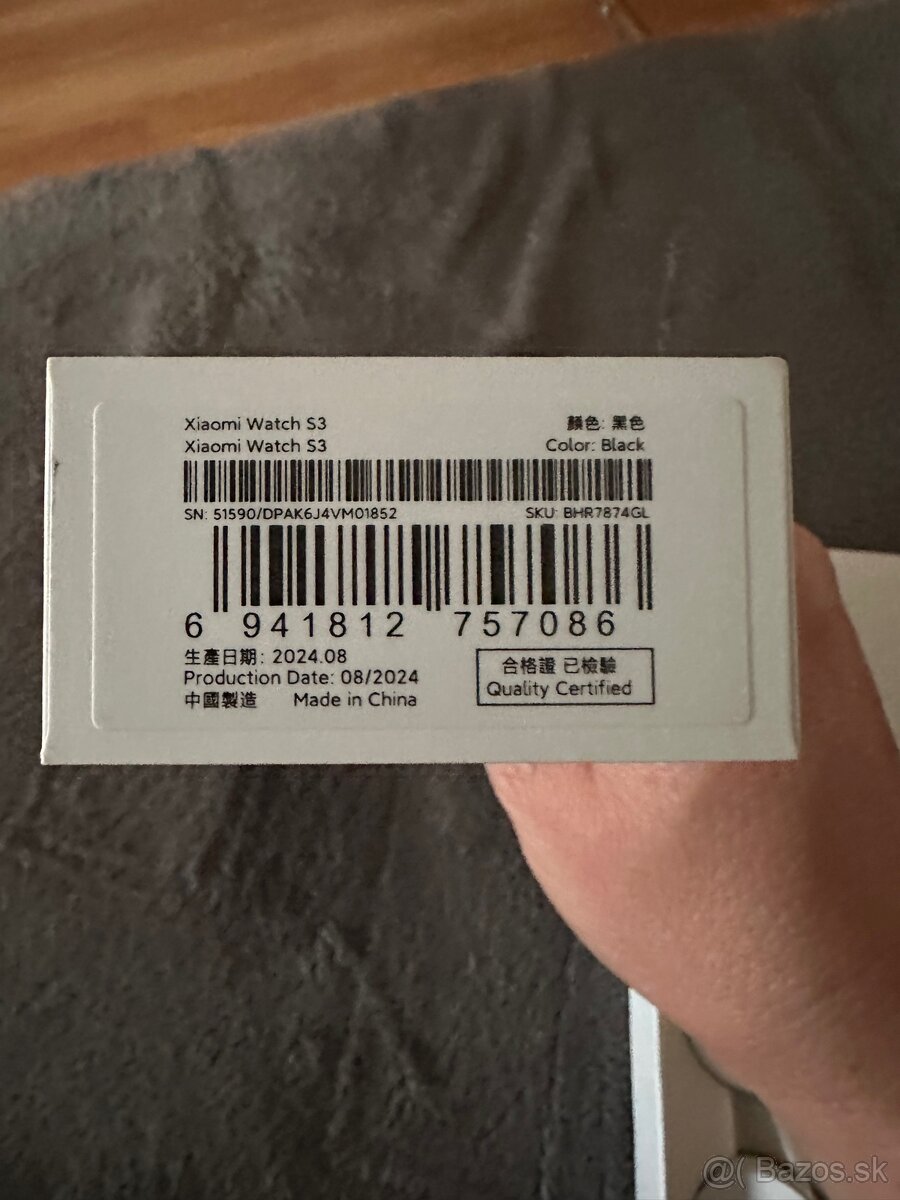 Xiaomi Watch S3 顏色: 黑色
Xiaomi Watch S3 Color: Black
SN: 51590/DPAK6J4VM01852 SKU: BHR7874GL
6 941812 757086
生產日期: 2024.08
Production Date: 08/2024
中國製造 Made in China
合格證 已檢驗
Quality Certified
@( Bazos.sk